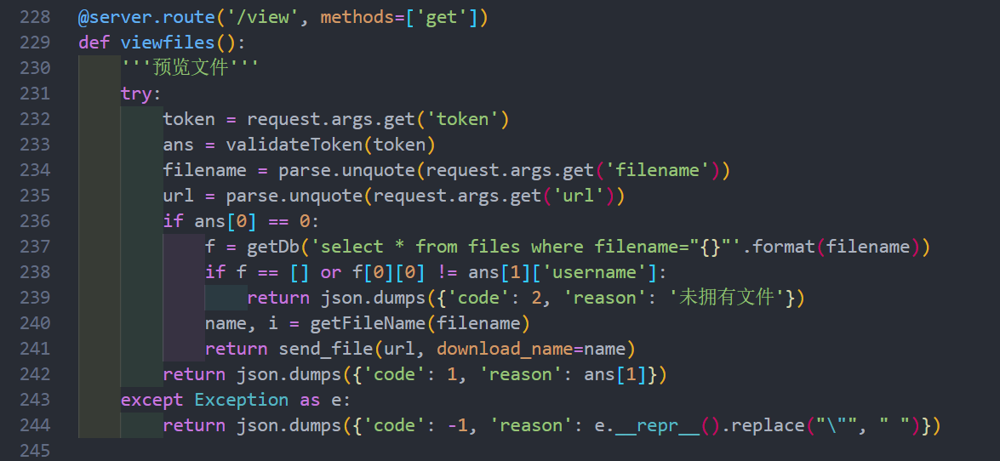 228 @server.route('/view', methods=['get'])
229 def viewfiles():
230     '''预览文件'''
231     try:
232         token = request.args.get('token')
233         ans = validateToken(token)
234         filename = parse.unquote(request.args.get('filename'))
235         url = parse.unquote(request.args.get('url'))
236         if ans[0] == 0:
237             f = getDb('select * from files where filename="{}"'.format(filename))
238             if f == [] or f[0][0] != ans[1]['username']:
239                 return json.dumps({'code': 2, 'reason': '未拥有文件'})
240             name, i = getFileName(filename)
241             return send_file(url, download_name=name)
242         return json.dumps({'code': 1, 'reason': ans[1]})
243     except Exception as e:
244         return json.dumps({'code': -1, 'reason': e.__repr__().replace("\"", " ")})
245